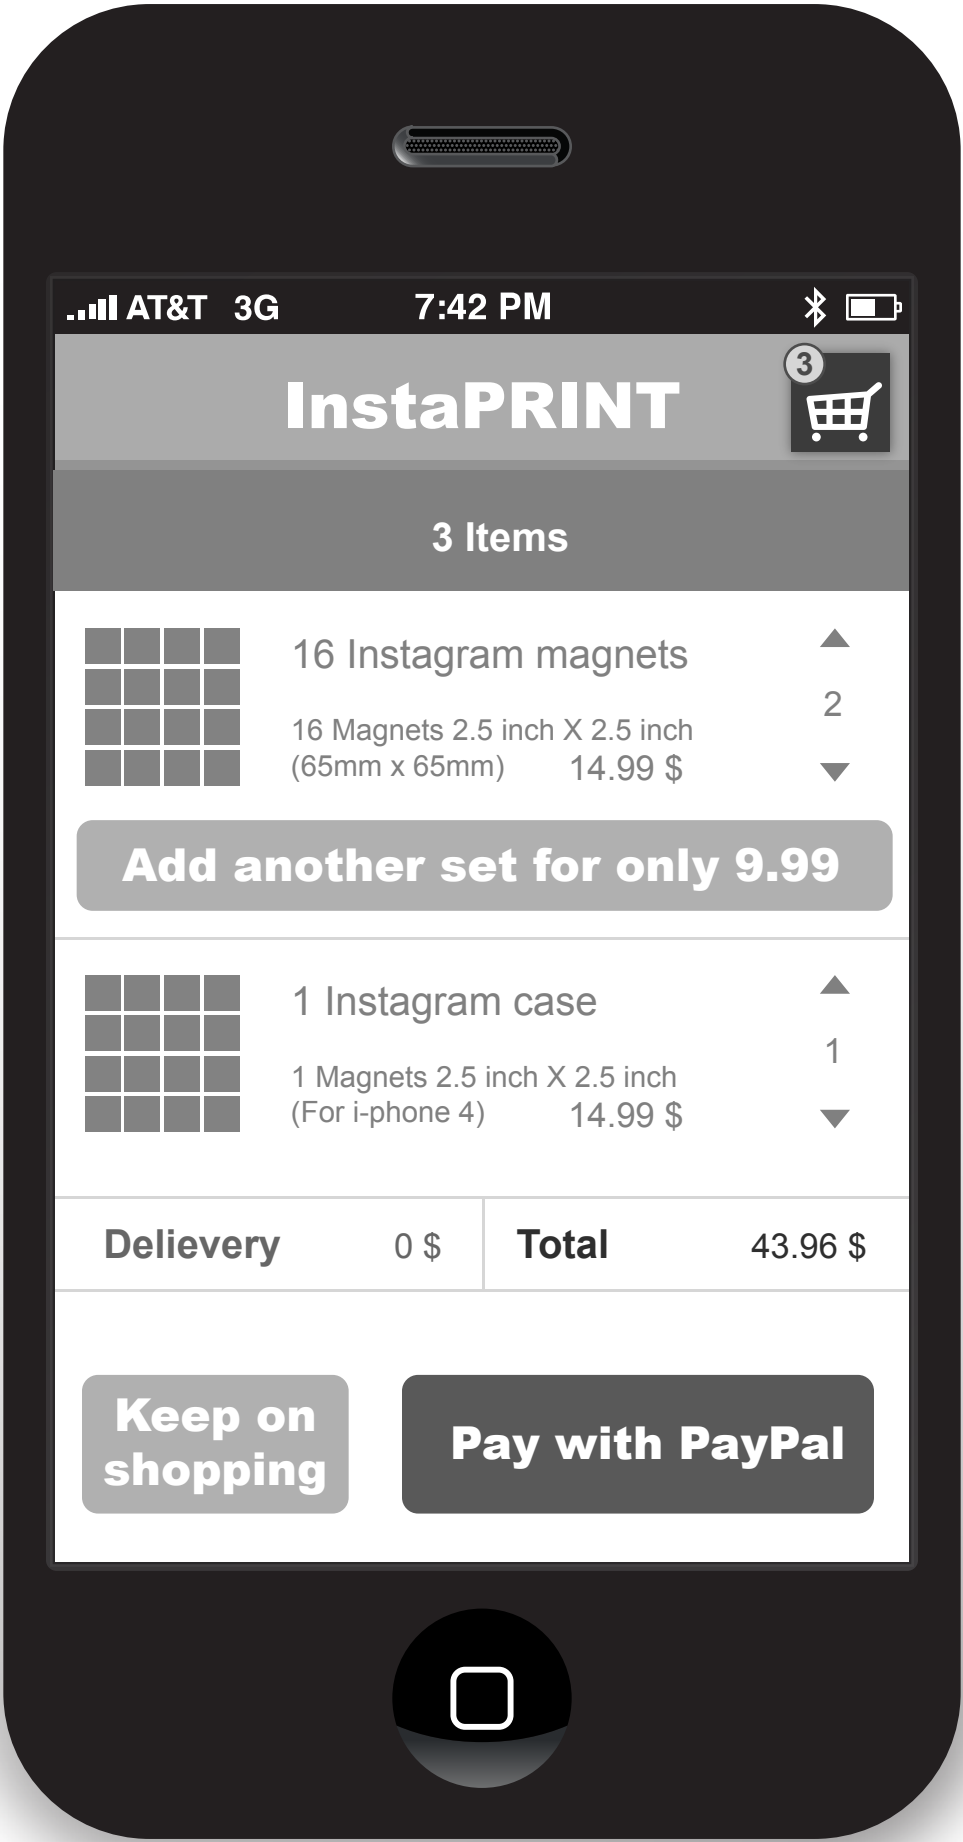 AT&T 3G 7:42 PM
InstaPRINT
3
3 Items
16 Instagram magnets
2
16 Magnets 2.5 inch X 2.5 inch
(65mm x 65mm) 14.99 $
Add another set for only 9.99
1 Instagram case
1
1 Magnets 2.5 inch X 2.5 inch
(For i-phone 4) 14.99 $
Delievery 0 $ Total 43.96 $
Keep on
shopping
Pay with PayPal